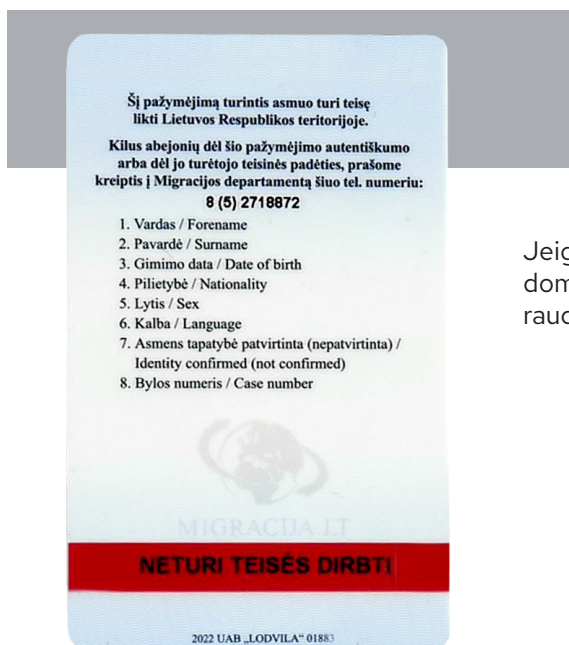 Šį pažymėjimą turintis asmuo turi teisę
likti Lietuvos Respublikos teritorijoje.
Kilus abejonių dėl šio pažymėjimo autentiškumo
arba dėl jo turėtojo teisinės padėties, prašome
kreiptis į Migracijos departamentą šiuo tel. numeriu:
8 (5) 2718872
1. Vardas / Forename
2. Pavardė / Surname
3. Gimimo data / Date of birth
4. Pilietybė / Nationality
5. Lytis / Sex
6. Kalba / Language
7. Asmens tapatybė patvirtinta (nepatvirtinta) /
Identity confirmed (not confirmed)
8. Bylos numeris / Case number
MIGRACIJA.LT
NETURI TEISĖS DIRBTI
2022 UAB „LODVILA“ 01883